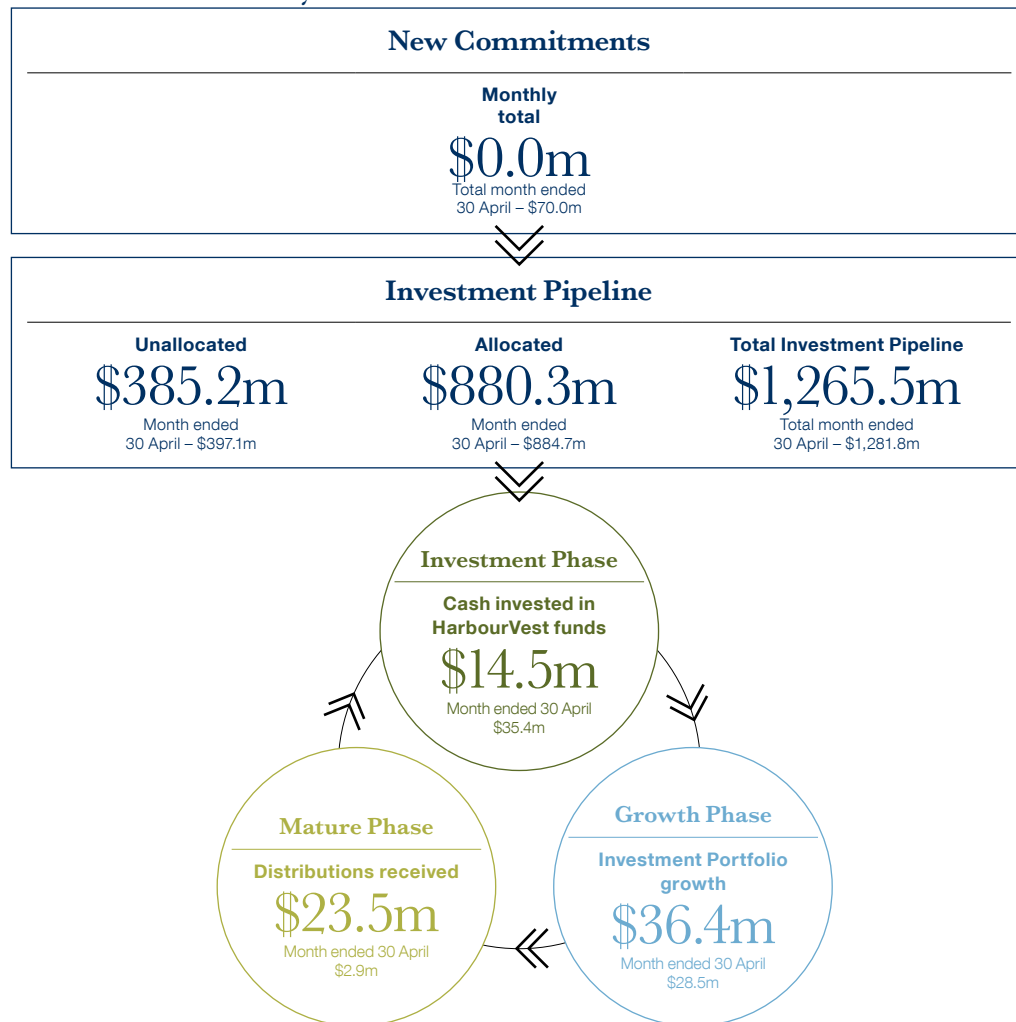 New Commitments
Monthly
total
$0.0m
Total month ended
30 April – $70.0m
Investment Pipeline
Unallocated
$385.2m
Month ended
30 April – $397.1m
Allocated
$880.3m
Month ended
30 April – $884.7m
Total Investment Pipeline
$1,265.5m
Total month ended
30 April – $1,281.8m
Investment Phase
Cash invested in
HarbourVest funds
$14.5m
Month ended 30 April
$35.4m
Growth Phase
Investment Portfolio
growth
$36.4m
Month ended 30 April
$28.5m
Mature Phase
Distributions received
$23.5m
Month ended 30 April
$2.9m